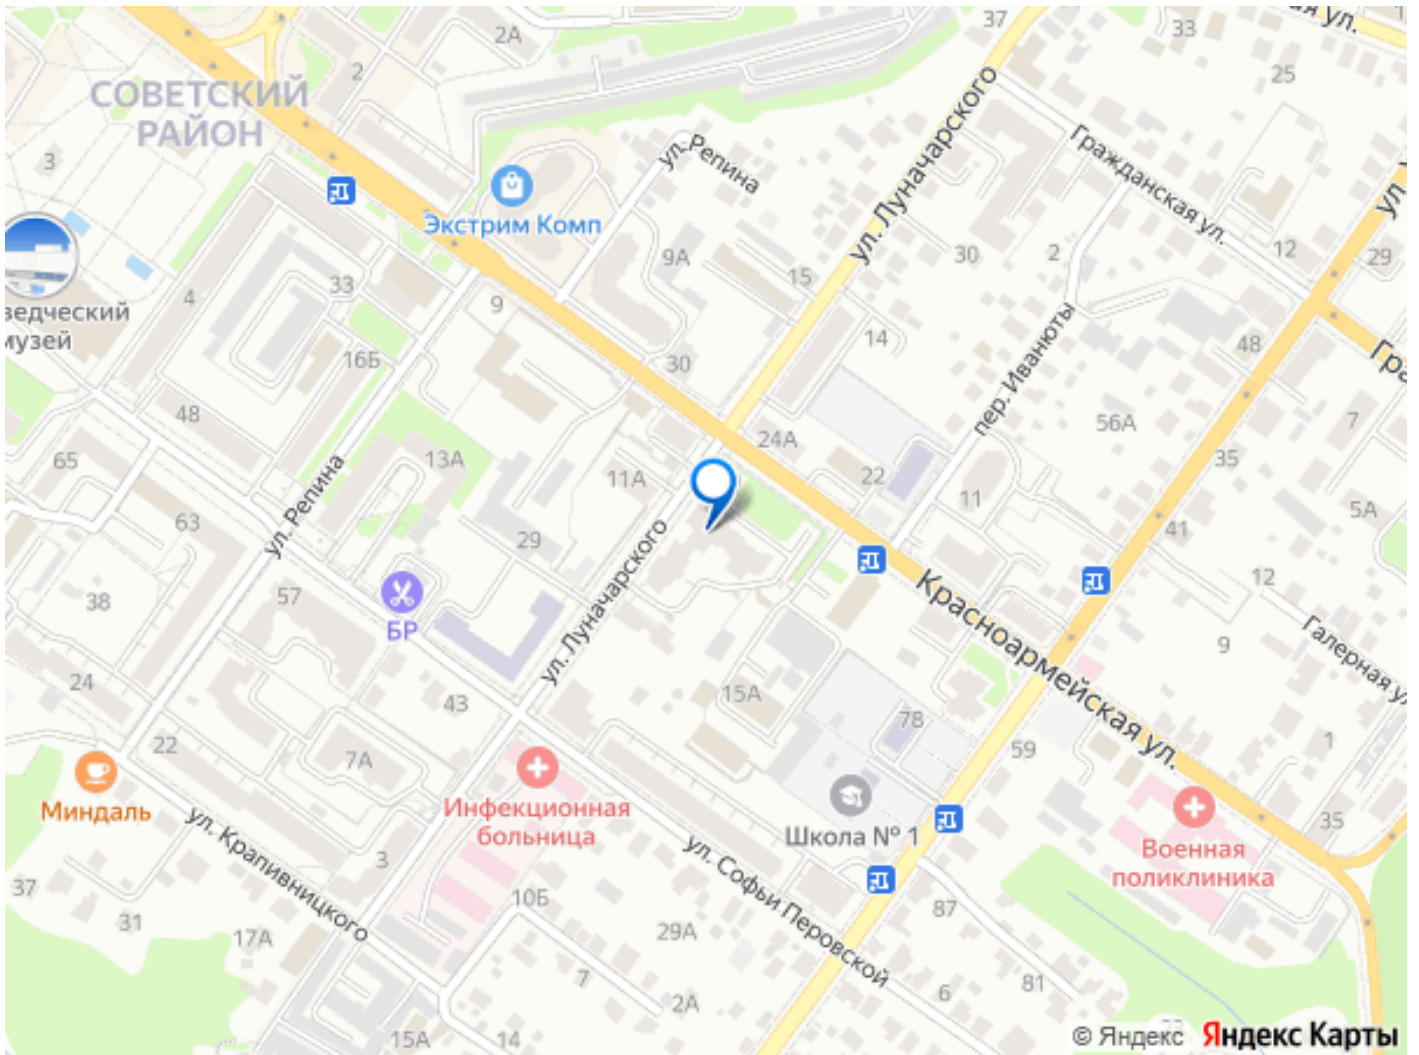 37
33
ая ул.
2А
2
25
СОВЕТСКИЙ
РАЙОН
ул. Луначарского
3
ул. Репина
Гражданская ул.
ул.
Экстрим Комп
9А
30
2
12
29
15
4
33
9
ведческий
музей
14
48
Гра
16Б
30
пер. Иванюты
48
24А
56А
7
65
13А
11А
22
35
11
5А
63
ул. Репина
29
41
12
38
57
БР
ул. Луначарского
Красноармейская ул.
9
Галерная ул.
24
43
15А
78
59
1
22
7А
Миндаль
Инфекционная
больница
Школа № 1
35
Военная
поликлиника
ул. Крапивницкого
3
ул. Софьи Перовской
37
31
17А
10Б
29А
87
7
2А
6
81
15А
14
© Яндекс Яндекс Карты